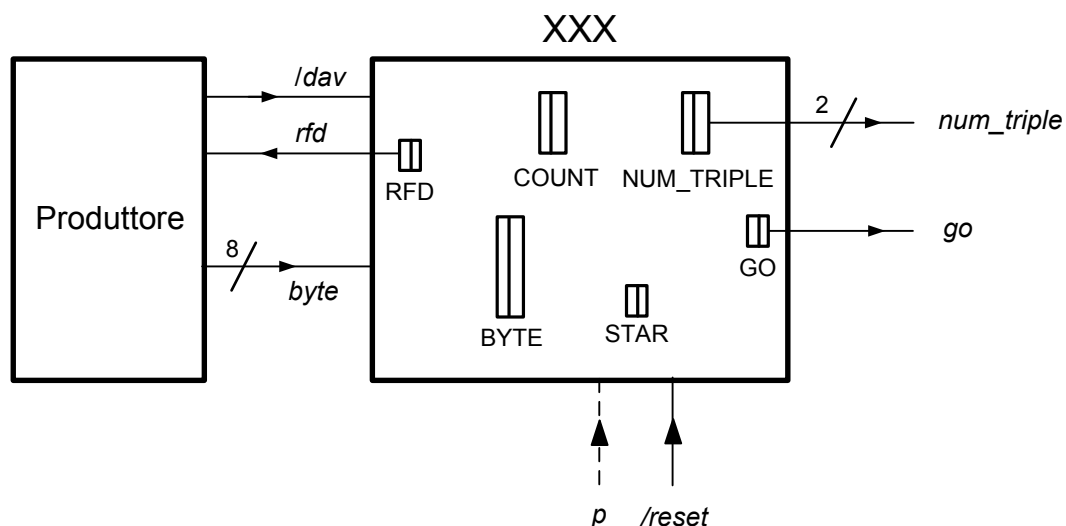 XXX
/dav
2
num_triple
rfd
RFD
COUNT
NUM_TRIPLE
Produttore
go
GO
8
byte
BYTE
STAR
p
/reset